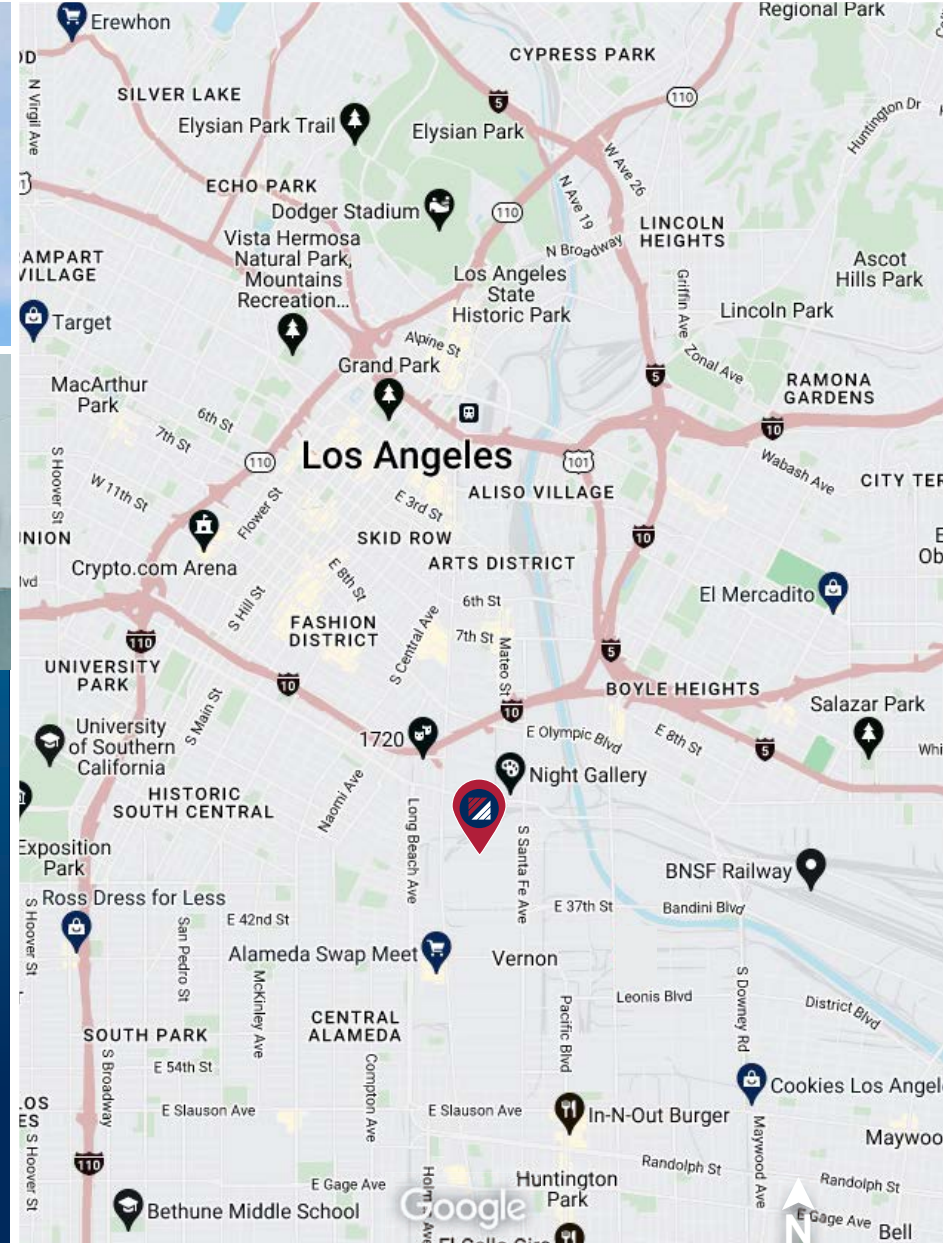 Erewhon
Regional Park
OD
CYPRESS PARK
N Virgil Ave
SILVER LAKE
5
110
Elysian Park Trail
Elysian Park
Huntington Dr
W Ave 26
ECHO PARK
N Ave 19
Dodger Stadium
110
LINCOLN
HEIGHTS
Vista Hermosa
Natural Park,
Mountains
Recreation...
N Broadway
AMPART
VILLAGE
Los Angeles
State
Historic Park
Ascot
Hills Park
Griffin Ave
Lincoln Park
Target
Alpine St
Zonal Ave
Grand Park
5
MacArthur
Park
RAMONA
GARDENS
6th St
7th St
10
110
Los Angeles
101
S Hoover St
Wabash Ave
W 11th St
Flower St
E 3rd St
ALISO VILLAGE
CITY TER
NION
SKID ROW
10
Crypto.com Arena
ARTS DISTRICT
E
Ob
lvd
E 8th St
El Mercadito
S Hill St
6th St
FASHION
DISTRICT
S Central Ave
7th St
Mateo St
110
5
UNIVERSITY
PARK
10
BOYLE HEIGHTS
S Main St
10
Salazar Park
University
of Southern
California
1720
E Olympic Blvd
E 8th St
5
Whi
Night Gallery
HISTORIC
SOUTH CENTRAL
Naomi Ave
Long Beach Ave
S Santa Fe Ave
Exposition
Park
BNSF Railway
Ross Dress for Less
S Hoover St
E 42nd St
E 37th St
Bandini Blvd
San Pedro St
Alameda Swap Meet
Vernon
McKinley Ave
Leonis Blvd
S Downey Rd
District Blvd
Pacific Blvd
SOUTH PARK
CENTRAL
ALAMEDA
S Broadway
E 54th St
Compton Ave
Cookies Los Angel
LOS
ES
E Slauson Ave
E Slauson Ave
In-N-Out Burger
Maywood Ave
Maywoo
S Hoover St
110
Randolph St
Holm
Ave
E Gage Ave
Huntington
Park
Randolph St
Bethune Middle School
Google
N
E Gage Ave
Bell